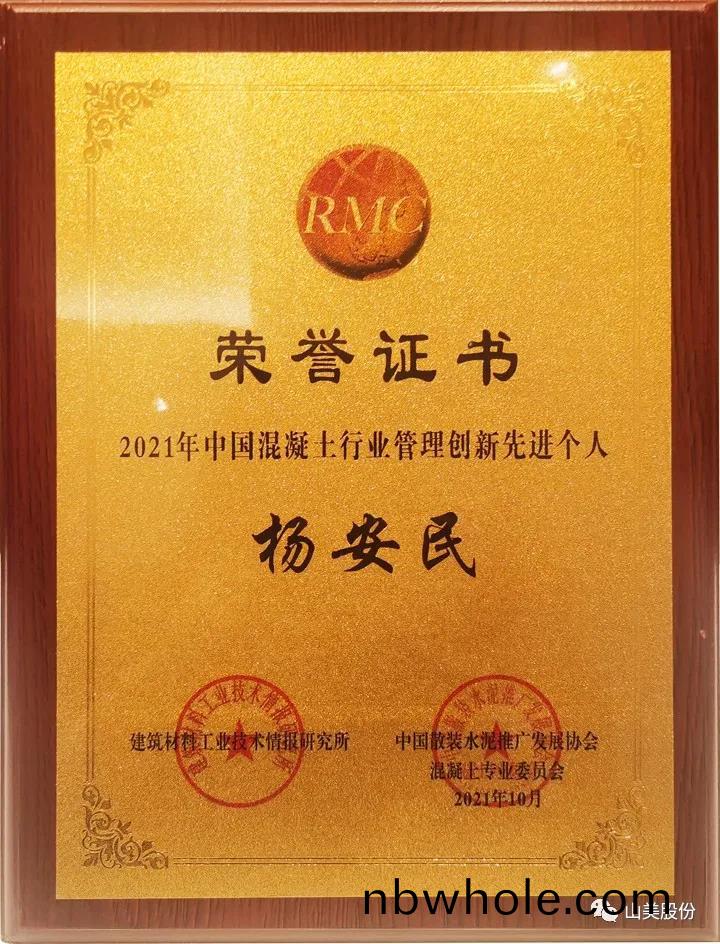 RMC
荣誉证书
2021年中国混凝土行业管理创新先进个人
杨安民
建筑材料工业技术情报研究所
中国散装水泥推广发展协会
混凝土专业委员会
2021年10月
nbwhole.com
山美股份